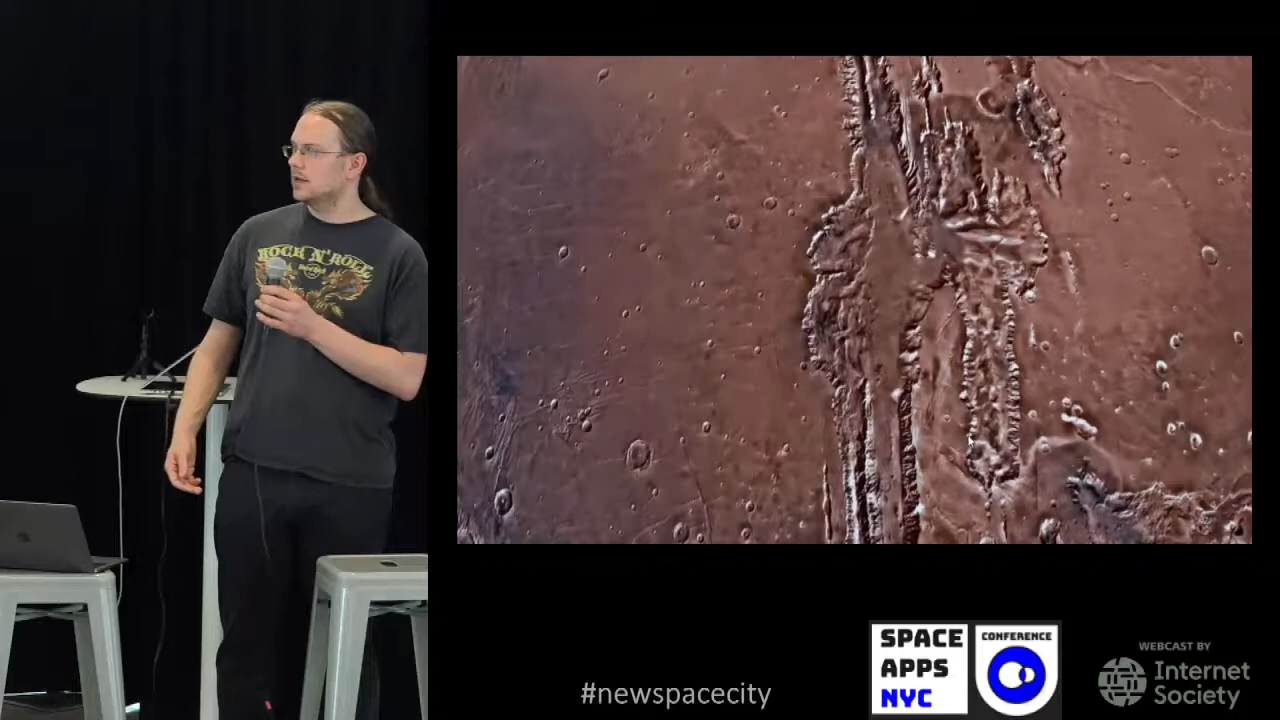 ROCK N' ROLL
#newspacecity
SPACE
APPS
NYC
CONFERENCE
WEBCAST BY
Internet
Society